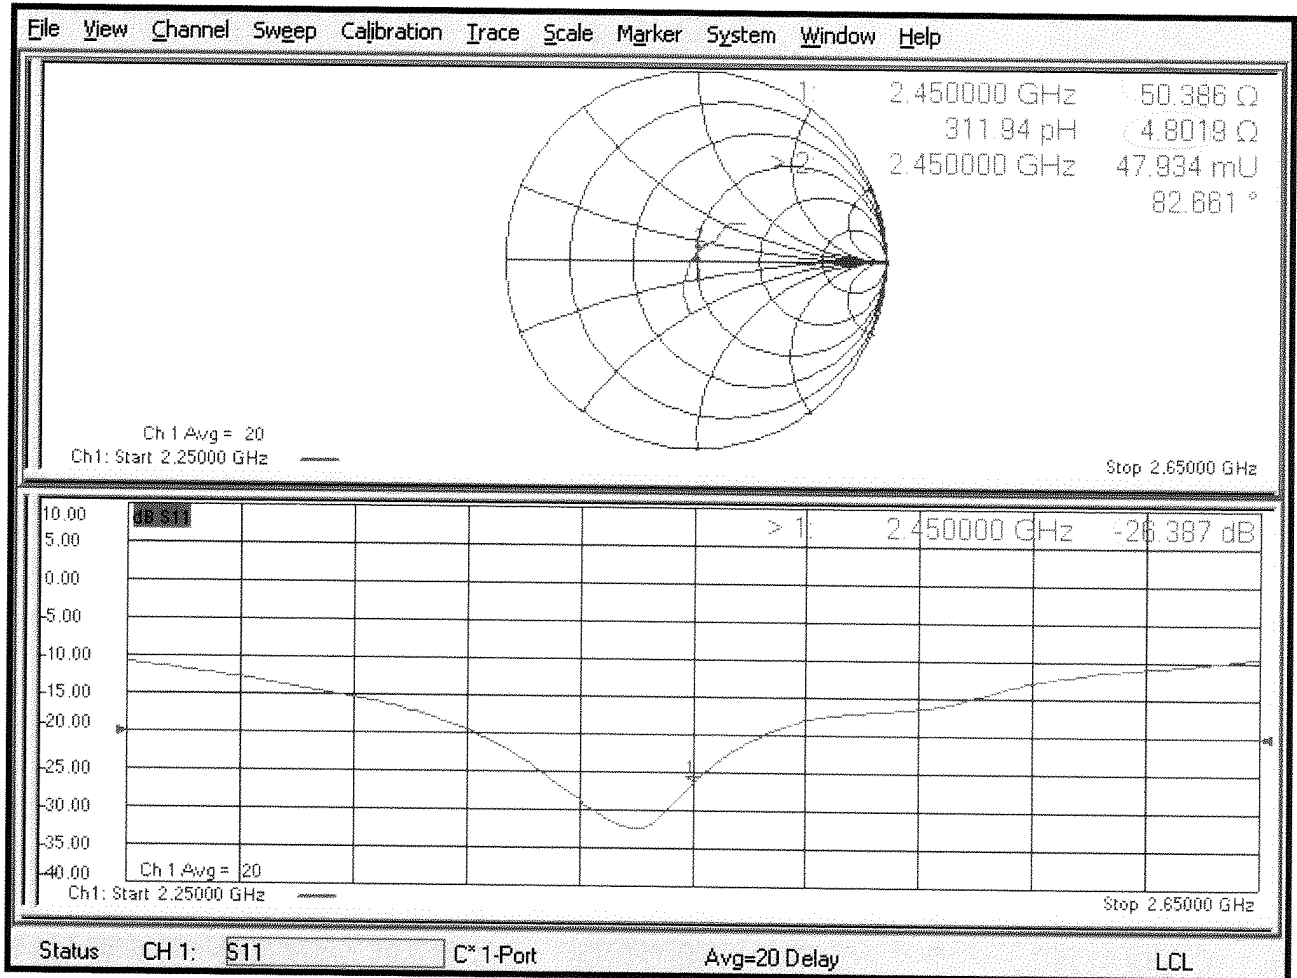 File View Channel Sweep Calibration Trace Scale Marker System Window Help
1: 2.450000 GHz 50.386 Ω
311.94 pH 4.8019 Ω
> 2: 2.450000 GHz 47.934 mU
82.661 °
Ch 1 Avg = 20
Ch1: Start 2.25000 GHz
Stop 2.65000 GHz
10.00 dB S11
> 1: 2.450000 GHz -26.387 dB
5.00
0.00
-5.00
-10.00
-15.00
-20.00
-25.00
1
-30.00
-35.00
-40.00
Ch 1 Avg = 20
Ch1: Start 2.25000 GHz
Stop 2.65000 GHz
Status CH 1: S11 C* 1-Port Avg=20 Delay LCL